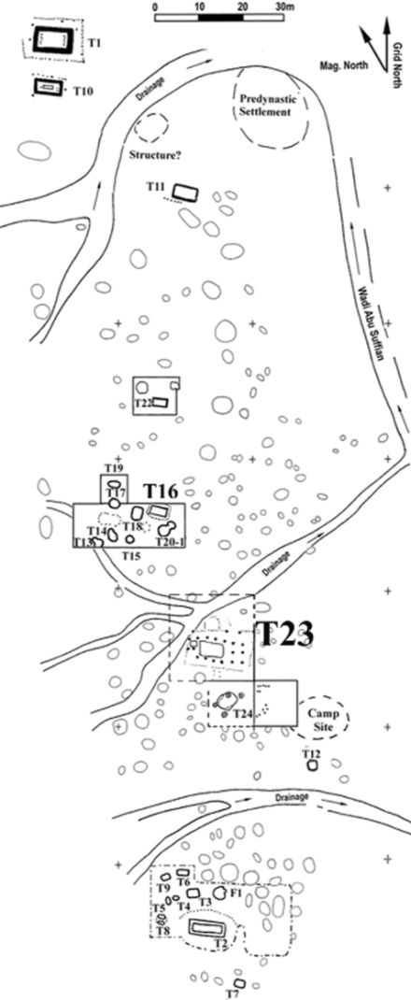 0 10 20 30m
T1
Mag. North
Grid North
T10
Drainage
Predynastic
Settlement
Structure?
T11
Wadi Abu Suffian
T22
T19
T17
T16
T18
T14
T13
T20-1
T15
Drainage
T23
T24
Camp
Site
T12
Drainage
T6
T9
F1
T5
T4
T3
T8
T2
T7